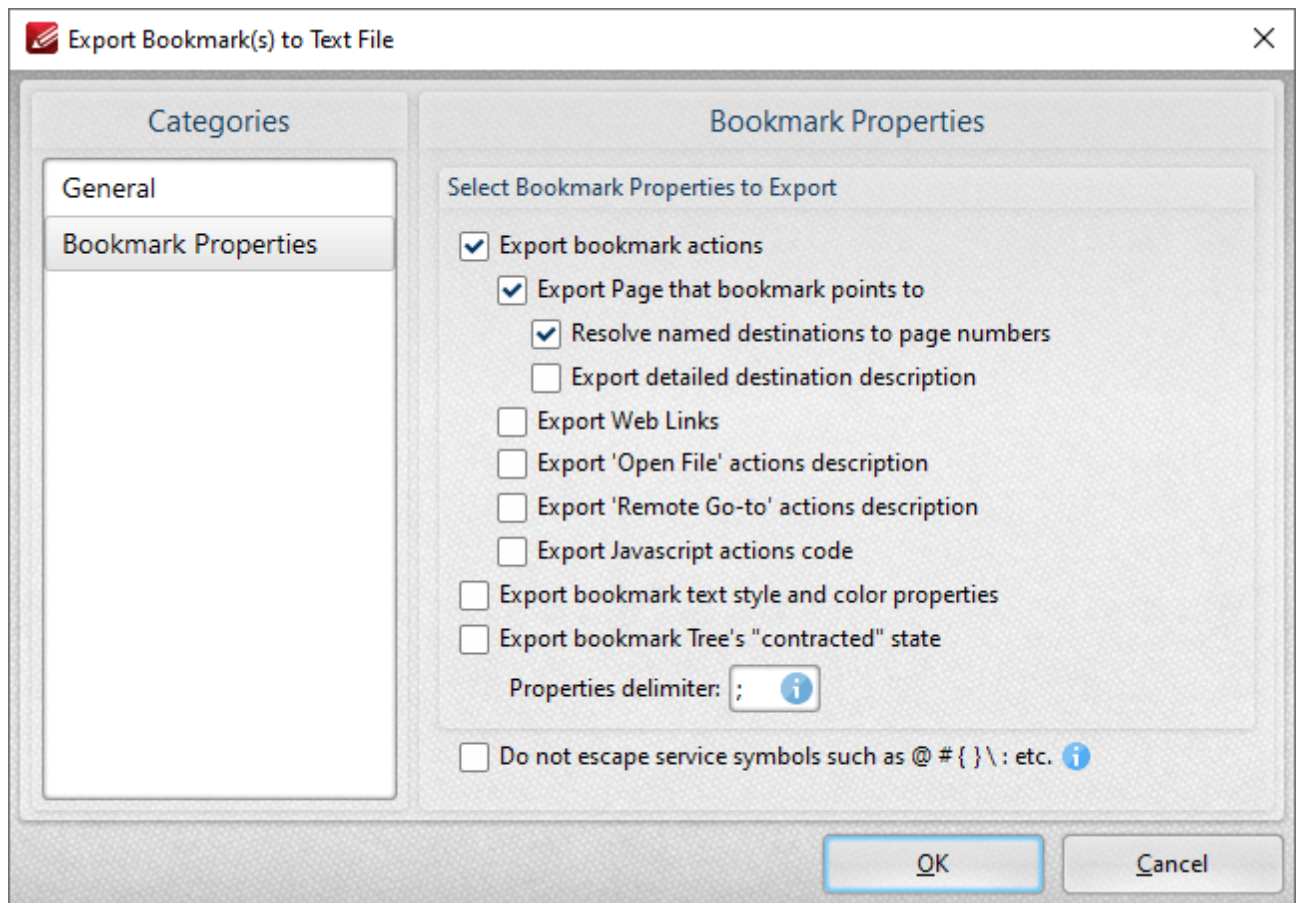 Export Bookmark(s) to Text File
Categories
General
Bookmark Properties
Bookmark Properties
Select Bookmark Properties to Export
Export bookmark actions
Export Page that bookmark points to
Resolve named destinations to page numbers
Export detailed destination description
Export Web Links
Export 'Open File' actions description
Export 'Remote Go-to' actions description
Export Javascript actions code
Export bookmark text style and color properties
Export bookmark Tree's "contracted" state
Properties delimiter: ;
Do not escape service symbols such as @ # { } \ : etc.
OK
Cancel